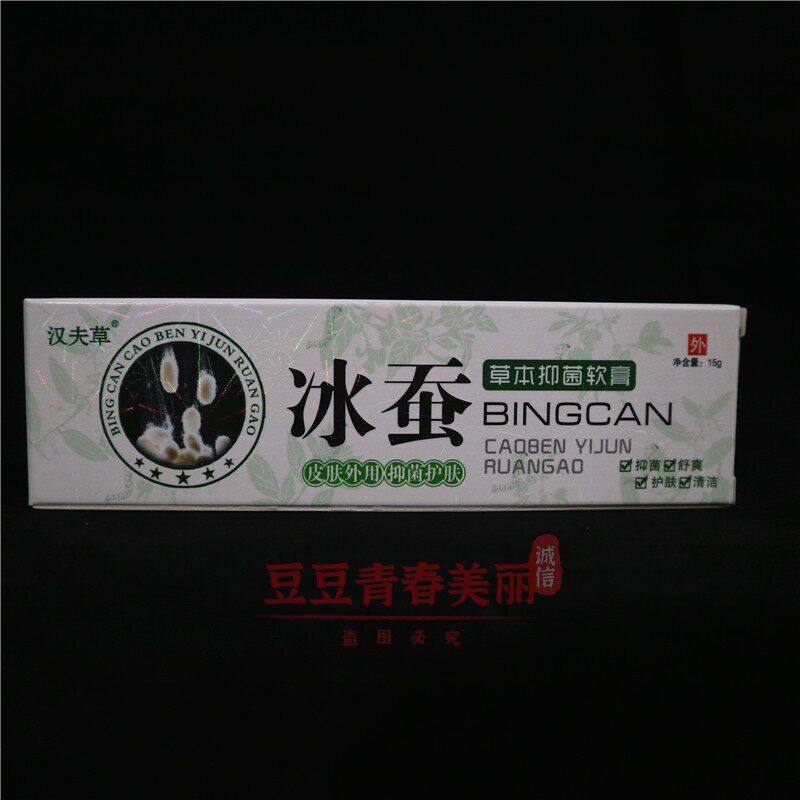 汉夫草®
BING CAN CAO BEN YI JUN RUAN GAO
冰蚕
皮肤外用 抑菌护肤
草本抑菌软膏
BINGCAN
CAOBEN YIJUN
RUANGAO
外
净含量：15g
☑抑菌☑舒爽
☑护肤☑清洁
豆豆青春美丽
诚信
盗图必究